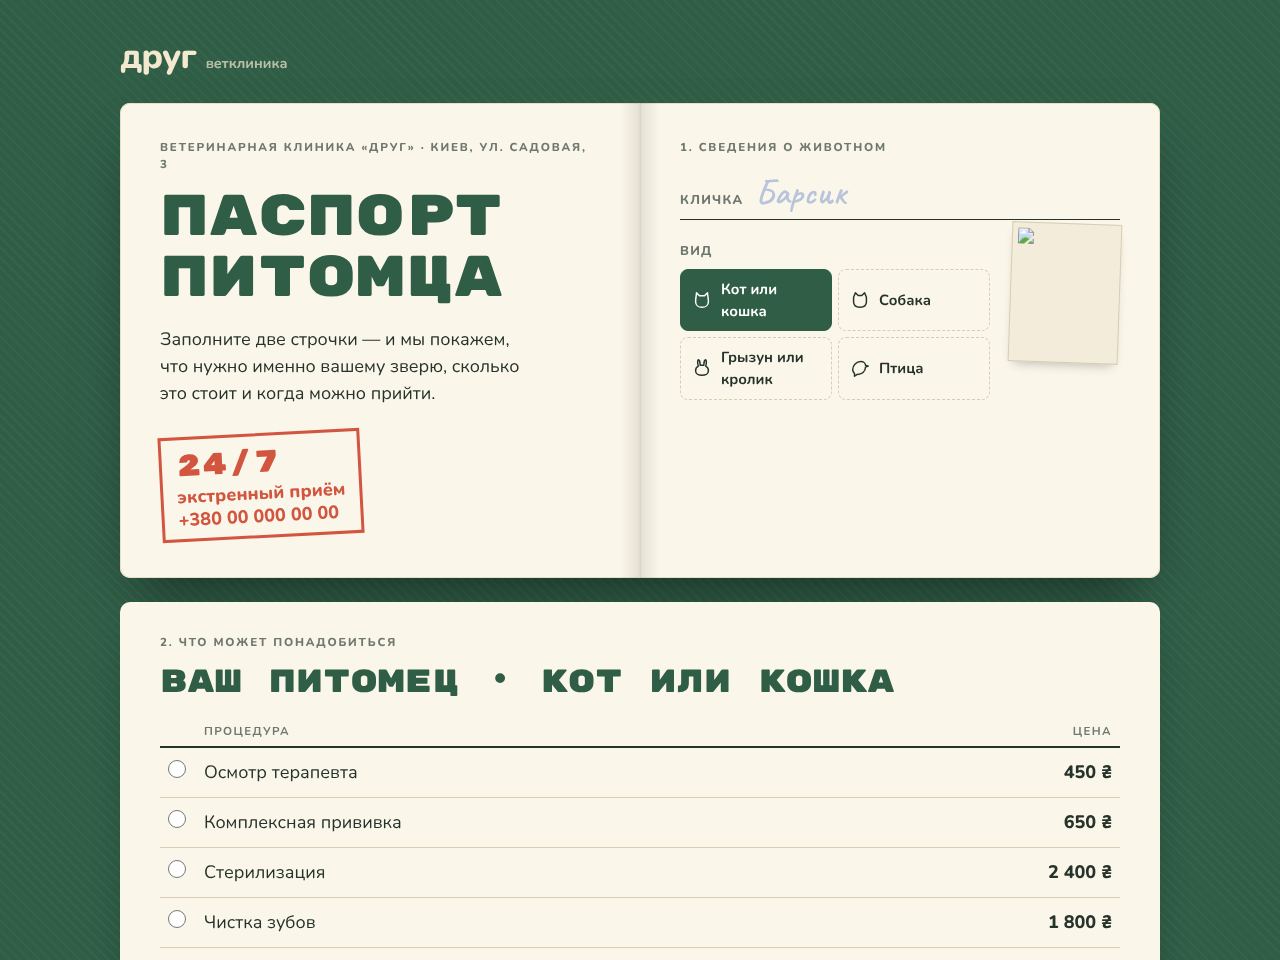 друг ветклиника
ВЕТЕРИНАРНАЯ КЛИНИКА «ДРУГ» · КИЕВ, УЛ. САДОВАЯ,
3
ПАСПОРТ
ПИТОМЦА
Заполните две строчки — и мы покажем,
что нужно именно вашему зверю, сколько
это стоит и когда можно прийти.
24/7
экстренный приём
+380 00 000 00 00
1. СВЕДЕНИЯ О ЖИВОТНОМ
КЛИЧКА Барсик
ВИД
Кот или
кошка
Собака
Грызун или
кролик
Птица
2. ЧТО МОЖЕТ ПОНАДОБИТЬСЯ
ВАШ ПИТОМЕЦ · КОТ ИЛИ КОШКА
ПРОЦЕДУРА ЦЕНА
Осмотр терапевта 450 ₴
Комплексная прививка 650 ₴
Стерилизация 2 400 ₴
Чистка зубов 1 800 ₴